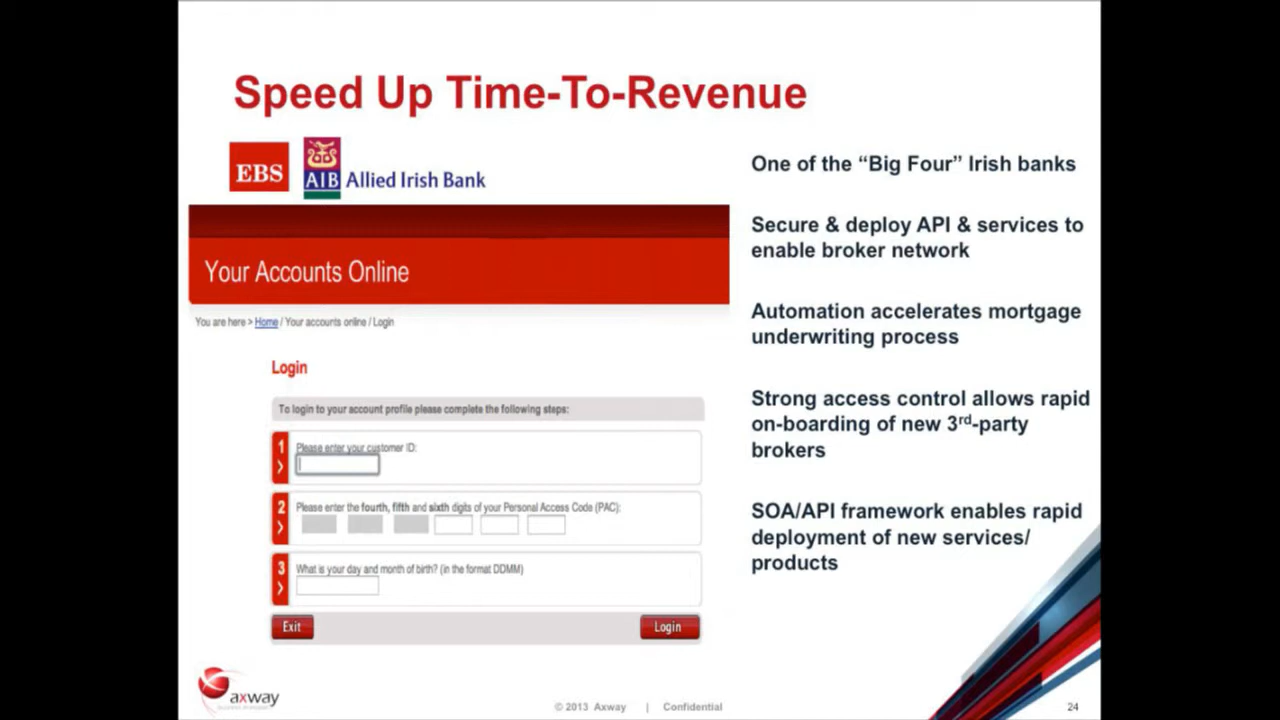 Speed Up Time-To-Revenue
EBS
AIB Allied Irish Bank
Your Accounts Online
You are here > Home / Your accounts online / Login
Login
To login to your account profile please complete the following steps:
1 >
Please enter your customer ID:
2 >
Please enter the fourth, fifth and sixth digits of your Personal Access Code (PAC):
3 >
What is your day and month of birth? (in the format DDMM)
Exit
Login
One of the “Big Four” Irish banks
Secure & deploy API & services to
enable broker network
Automation accelerates mortgage
underwriting process
Strong access control allows rapid
on-boarding of new 3rd-party
brokers
SOA/API framework enables rapid
deployment of new services/
products
axway
© 2013 Axway | Confidential
24